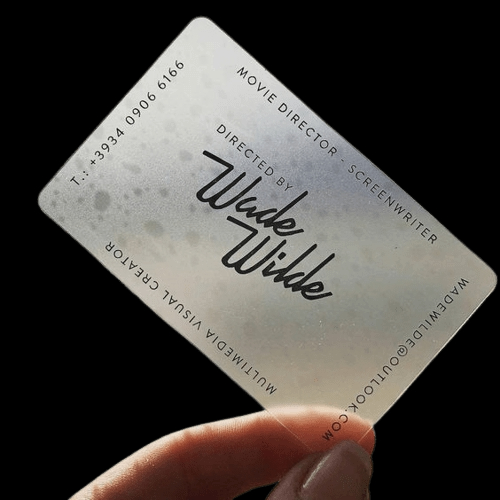 MOVIE DIRECTOR - SCREENWRITER
T.: +3934 0906 6166
DIRECTED BY
Wade
Wilde
WADEWILDE@OUTLOOK.COM
MULTIMEDIA VISUAL CREATOR